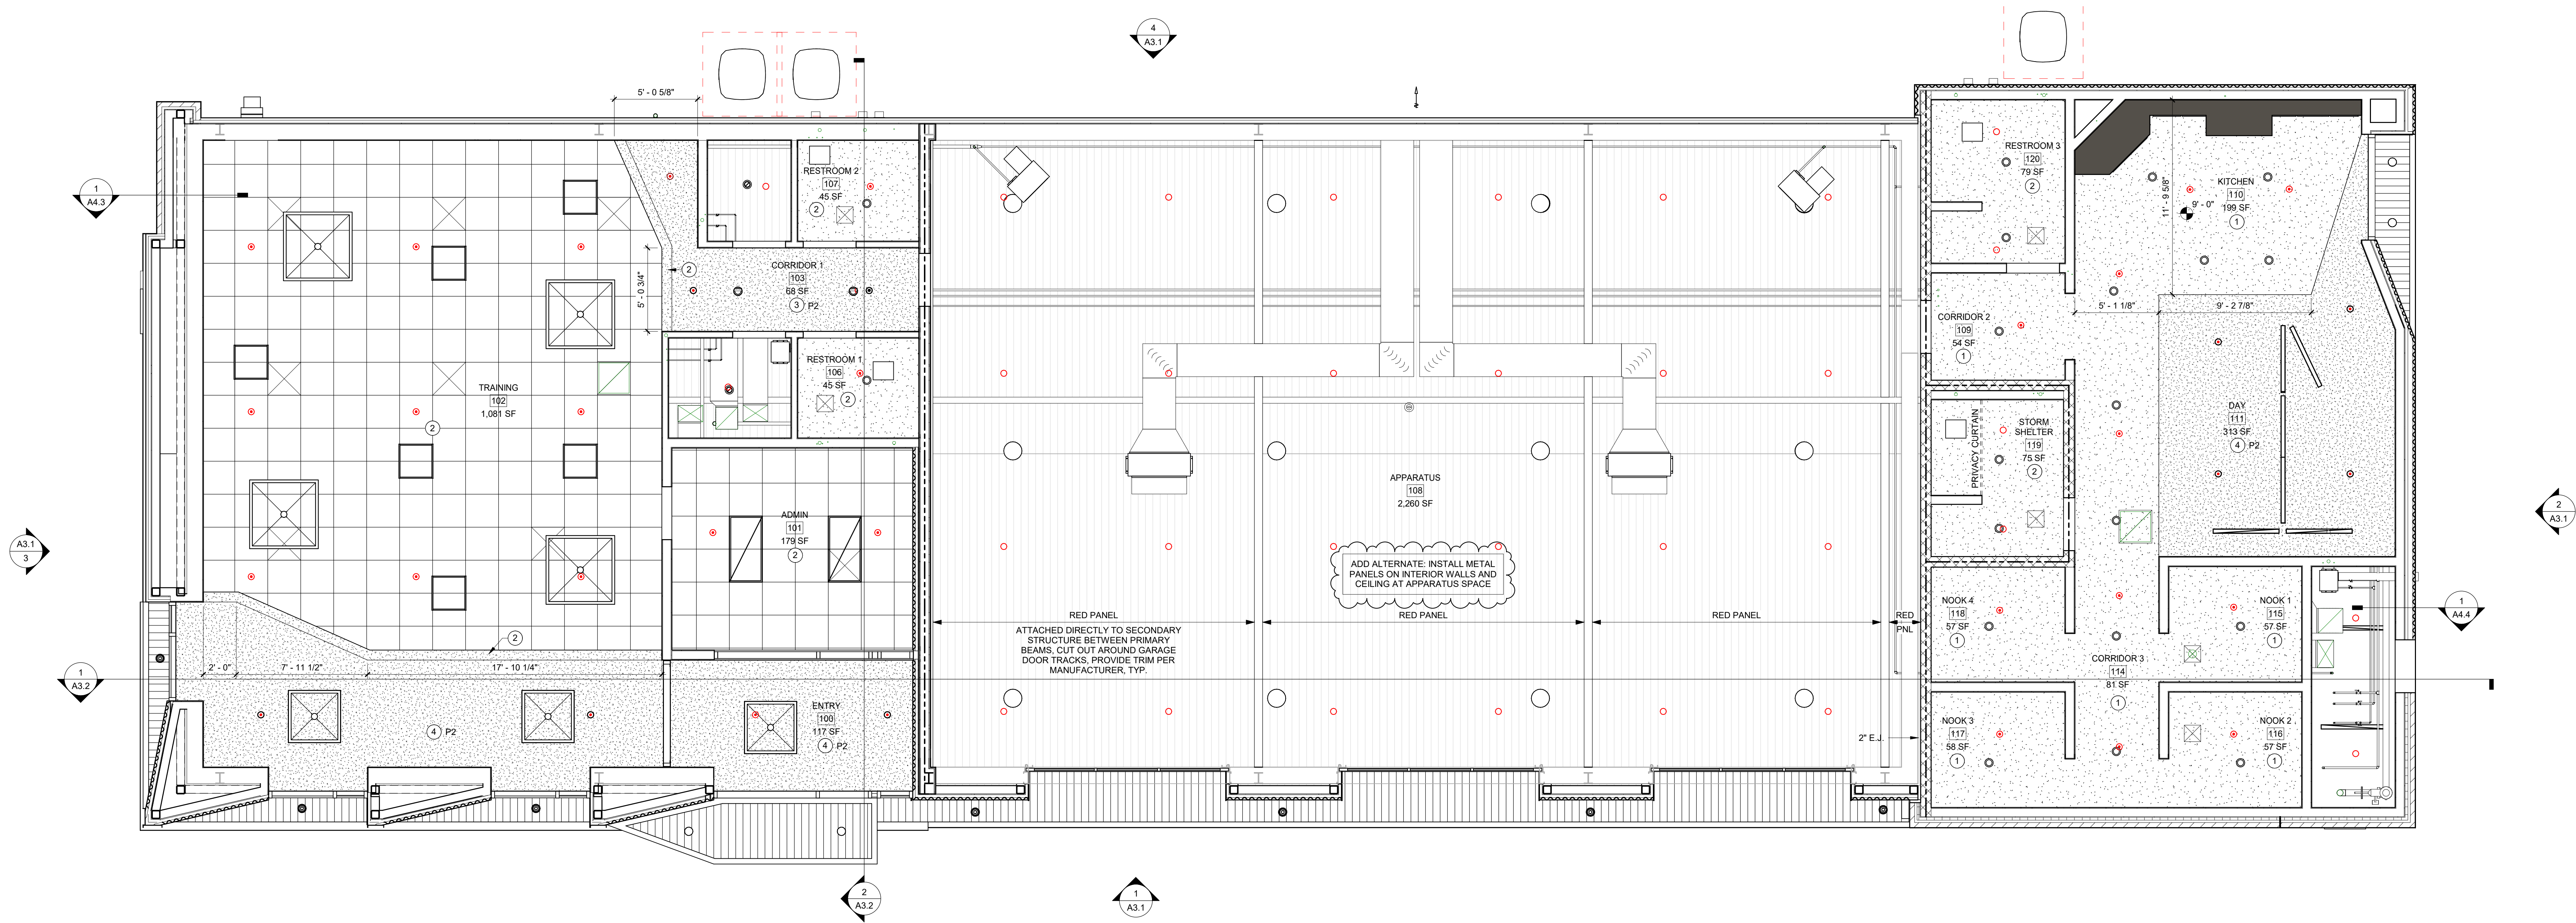 4
A3.1
5' - 0 5/8"
1
A4.3
RESTROOM 2
107
45 SF
2
RESTROOM 3
120
79 SF
2
KITCHEN
110
199 SF
1
9' - 0"
11' - 9 5/8"
2
5' - 0 3/4"
CORRIDOR 1
103
68 SF
3 P2
5' - 1 1/8"
9' - 2 7/8"
CORRIDOR 2
109
54 SF
1
RESTROOM 1
106
45 SF
2
TRAINING
102
1,081 SF
2
PRIVACY CURTAIN
STORM
SHELTER
119
75 SF
2
DAY
111
313 SF
4 P2
APPARATUS
108
2,260 SF
ADMIN
101
179 SF
2
A3.1
3
2
A3.1
ADD ALTERNATE: INSTALL METAL
PANELS ON INTERIOR WALLS AND
CEILING AT APPARATUS SPACE
RED PANEL
RED PANEL
RED PANEL
RED
PNL
ATTACHED DIRECTLY TO SECONDARY
STRUCTURE BETWEEN PRIMARY
BEAMS, CUT OUT AROUND GARAGE
DOOR TRACKS, PROVIDE TRIM PER
MANUFACTURER, TYP.
NOOK 4
118
57 SF
1
NOOK 1
115
57 SF
1
1
A4.4
2
2' - 0"
7' - 11 1/2"
17' - 10 1/4"
1
A3.2
CORRIDOR 3
114
81 SF
1
ENTRY
100
117 SF
4 P2
4 P2
2" E.J.
NOOK 3
117
58 SF
1
NOOK 2
116
57 SF
1
2
A3.2
1
A3.1